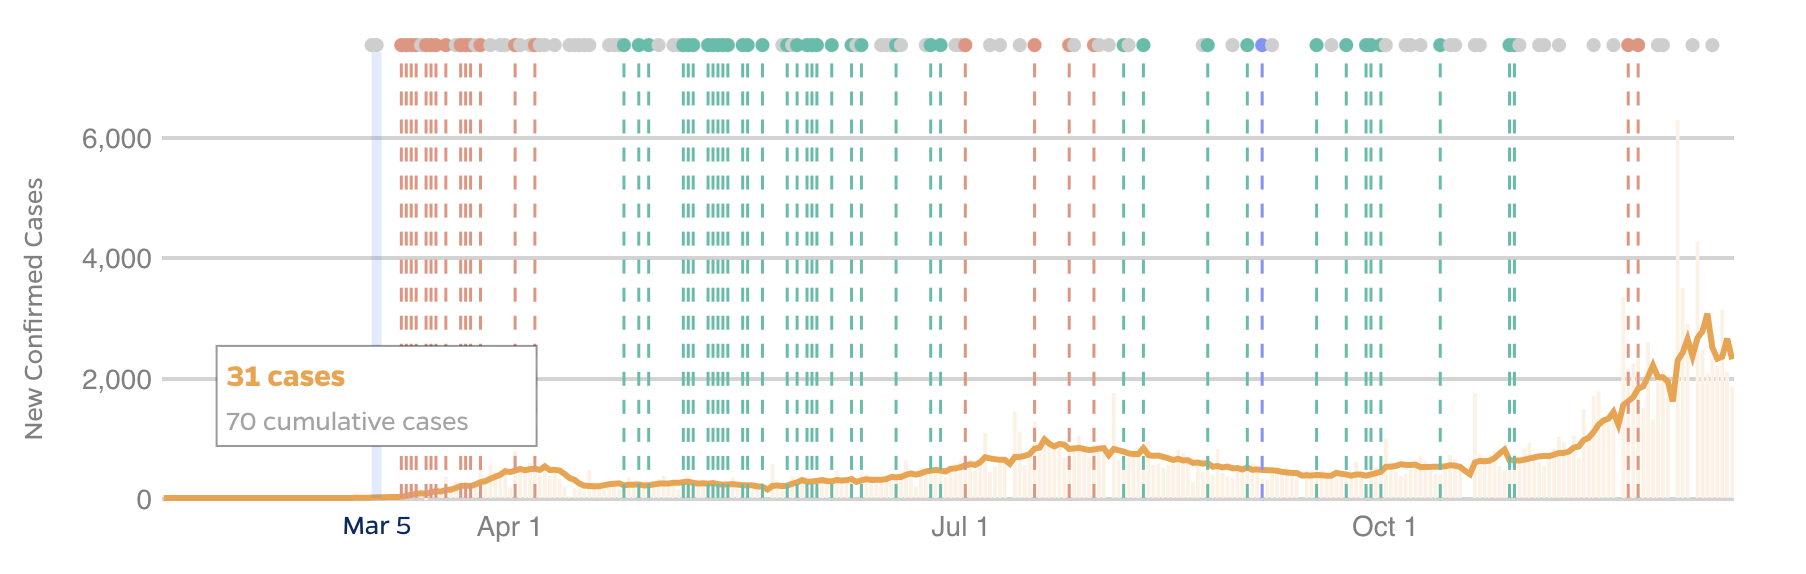 New Confirmed Cases
6,000
4,000
2,000
0
31 cases
70 cumulative cases
Mar 5
Apr 1
Jul 1
Oct 1